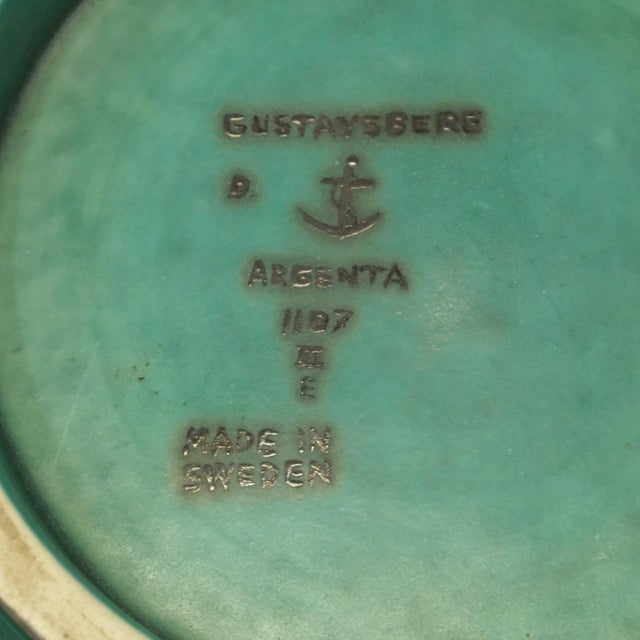 GUSTAVSBERG
D.
ARGENTA
1107
III
E
MADE IN
SWEDEN